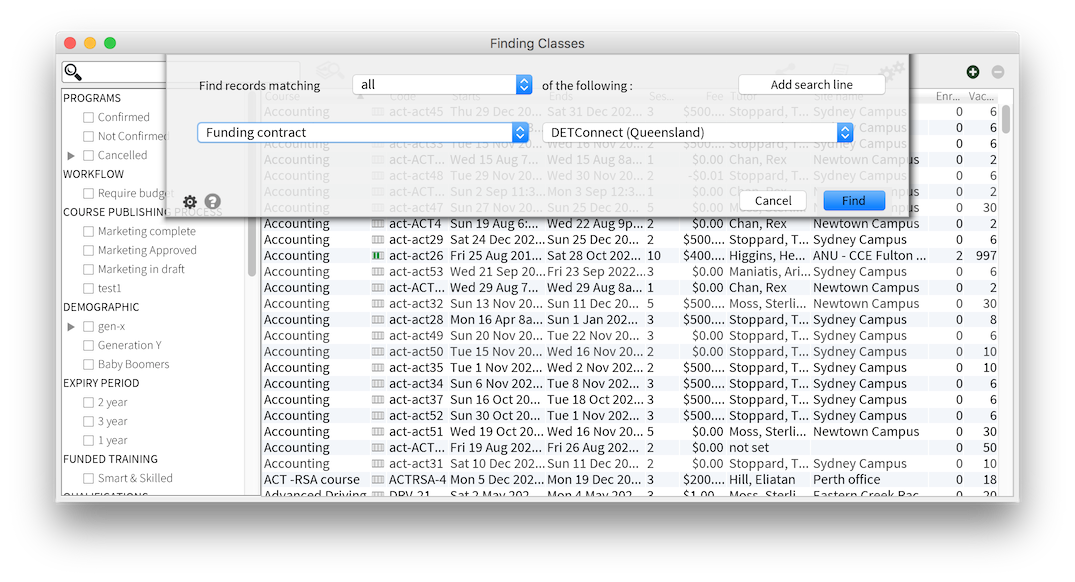 Finding Classes
Find records matching all of the following : Add search line
Funding contract DETConnect (Queensland)
Cancel Find
PROGRAMS
Confirmed
Not Confirmed
Cancelled
WORKFLOW
Require budget
COURSE PUBLISHING PROCESS
Marketing complete
Marketing Approved
Marketing in draft
test1
DEMOGRAPHIC
gen-x
Generation Y
Baby Boomers
EXPIRY PERIOD
2 year
3 year
1 year
FUNDED TRAINING
Smart & Skilled
QUALIFICATIONS
Course Code Starts Ends Ses... Fee Tutor Site name Enr... Vac...
Accounting act-act45 Thu 29 Dec 20... Sat 31 Dec 20... 3 $500.... Stoppard, T... Sydney Campus 0 6
0 6
Accounting Tue 15 Nov 20... Wed 16 Nov 20... 2 Stoppard, T... Sydney Campus 0 6
Accounting act-ACT... Wed 15 Aug 7... Wed 15 Aug 8a... 1 $0.00 Chan, Rex Newtown Campus 0 2
Accounting act-act48 Tue 29 Nov 20... Wed 30 Nov 20... 2 -$0.01 Stoppard, T... Sydney Campus 0 6
Accounting act-ACT... Sun 2 Sep 11:3... Mon 3 Sep 12:3... 1 $0.00 Chan, Rex Newtown Campus 0 2
Accounting act-act47 Sun 27 Nov 20... 0 30
Accounting act-ACT4 Sun 19 Aug 6:... Wed 22 Aug 9p... 2 $0.00 Chan, Rex Newtown Campus 0 2
Accounting act-act29 Sat 24 Dec 202... Sun 25 Dec 20... 2 $500.... Stoppard, T... Sydney Campus 0 6
Accounting act-act26 Fri 25 Aug 201... Sat 28 Oct 202... 10 $400.... Higgins, He... ANU - CCE Fulton ... 2 997
Accounting act-act53 Wed 21 Sep 20... Fri 23 Sep 2022... 3 $0.00 Maniatis, Ari... Sydney Campus 0 6
Accounting act-ACT... Wed 29 Aug 7... Wed 29 Aug 8a... 1 $0.00 Chan, Rex Newtown Campus 0 2
Accounting act-act32 Sun 13 Nov 20... Sun 11 Dec 20... 5 $500.... Moss, Sterli... Sydney Campus 0 30
Accounting act-act28 Mon 16 Apr 8a... Sun 1 Jan 202... 3 $500.... Stoppard, T... Sydney Campus 0 8
Accounting act-act49 Sun 20 Nov 20... Tue 22 Nov 20... 3 $0.00 Stoppard, T... Sydney Campus 0 6
Accounting act-act50 Tue 15 Nov 20... Wed 16 Nov 20... 2 $0.00 Stoppard, T... Sydney Campus 0 10
Accounting act-act35 Tue 1 Nov 202... Wed 2 Nov 202... 2 $500.... Stoppard, T... Sydney Campus 0 10
Accounting act-act34 Sun 6 Nov 202... Tue 8 Nov 202... 3 $500.... Stoppard, T... Sydney Campus 0 6
Accounting act-act37 Sun 16 Oct 20... Tue 18 Oct 202... 3 $500.... Stoppard, T... Sydney Campus 0 6
Accounting act-act52 Sun 30 Oct 20... Tue 1 Nov 202... 3 $500.... Stoppard, T... Sydney Campus 0 6
Accounting act-act51 Wed 19 Oct 20... Wed 16 Nov 20... 5 $0.00 Moss, Sterli... Newtown Campus 0 30
Accounting act-ACT... Fri 19 Aug 202... Fri 26 Aug 202... 2 $0.00 not set 0 50
Accounting act-act31 Sat 10 Dec 202... Sun 11 Dec 20... 2 $0.00 Stoppard, T... Sydney Campus 0 10
ACT -RSA course ACTRSA-4 Mon 5 Dec 202... Mon 19 Dec 20... 3 $200.... Hill, Eliatan Perth office 0 18
Advanced Driving DRV-21 Sat 2 May 202... Mon 4 May 202... 3 $1,00... Moss, Sterli... Eastern Creek Rac... 0 20